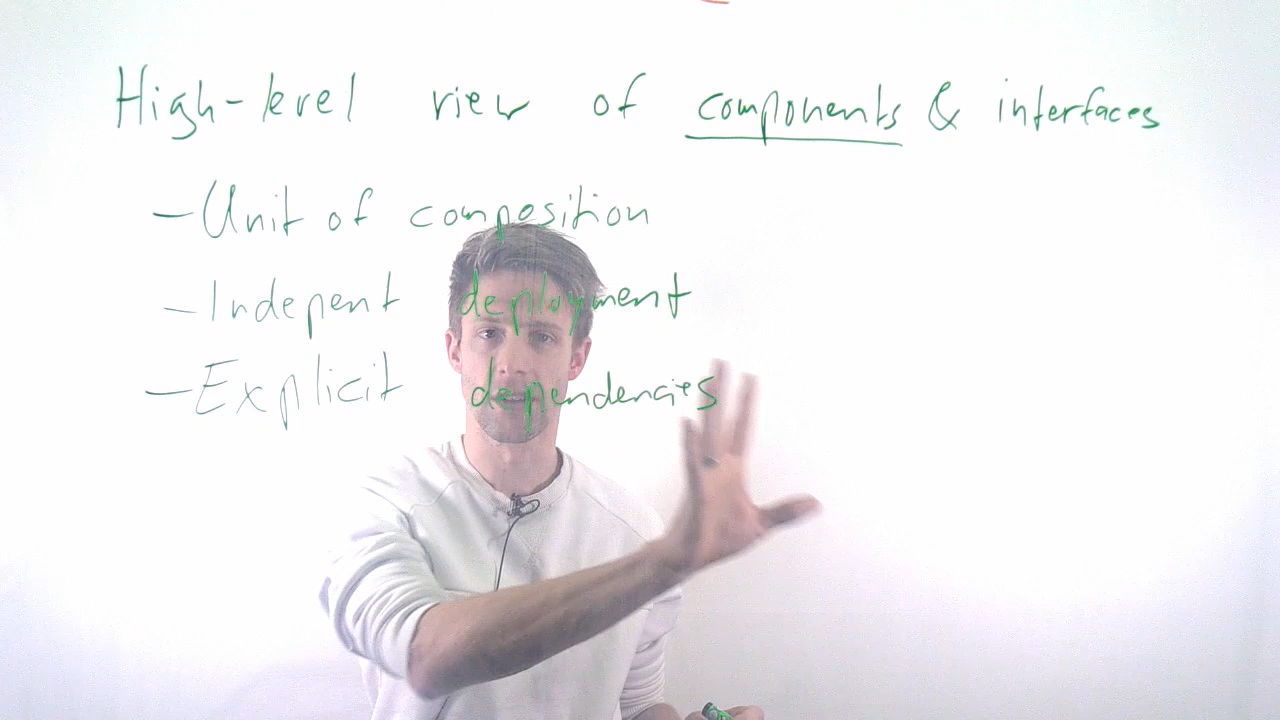 High-level view of components & interfaces
- Unit of composition
- Indepent deployment
- Explicit dependencies